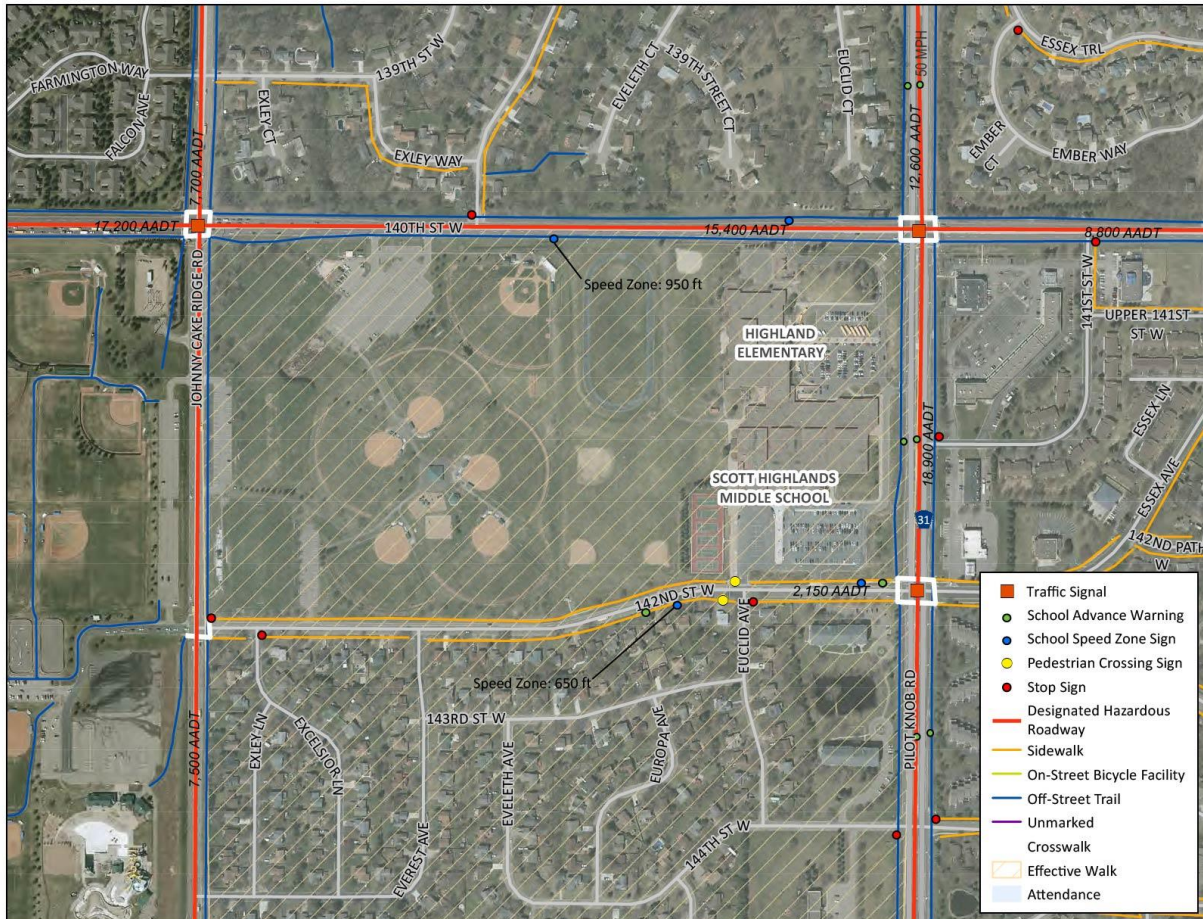 FARMINGTON WAY
FALCON AVE
EXLEY CT
139TH ST W
EXLEY WAY
EVELETH CT
139TH STREET CT
EUCLID CT
50 MPH
ESSEX TRL
EMBER CT
EMBER WAY
7,700 AADT
12,600 AADT
17,200 AADT
140TH ST W
15,400 AADT
8,800 AADT
JOHNNY CAKE RIDGE RD
Speed Zone: 950 ft
HIGHLAND
ELEMENTARY
141ST ST W
UPPER 141ST
ST W
ESSEX LN
ESSEX AVE
18,900 AADT
SCOTT HIGHLANDS
MIDDLE SCHOOL
31
142ND PATH
W
142ND ST W
2,150 AADT
EUCLID AVE
Speed Zone: 650 ft
7,500 AADT
EXLEY LN
EXCELSIOR LN
143RD ST W
EVEREST AVE
EVELETH AVE
EUROPA AVE
144TH ST W
PILOT KNOB RD
Traffic Signal
School Advance Warning
School Speed Zone Sign
Pedestrian Crossing Sign
Stop Sign
Designated Hazardous
Roadway
Sidewalk
On-Street Bicycle Facility
Off-Street Trail
Unmarked
Crosswalk
Effective Walk
Attendance